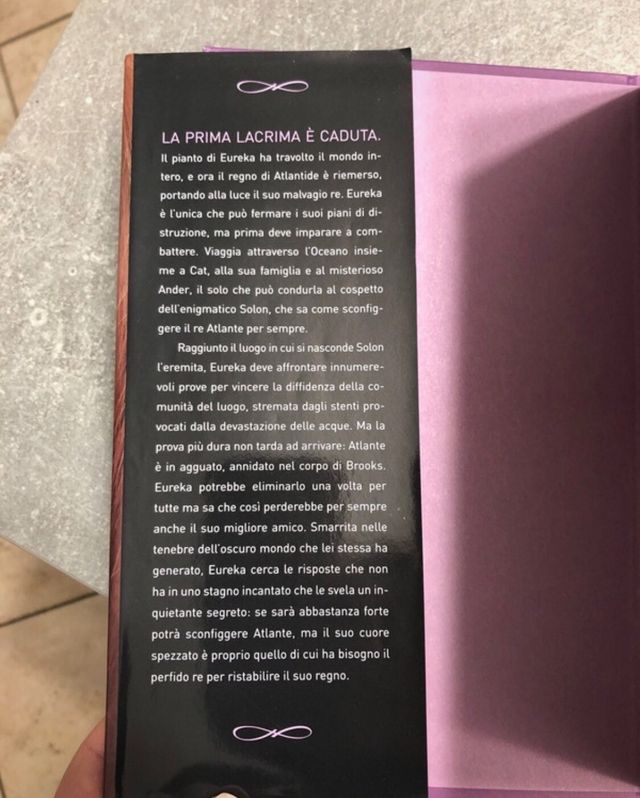 LA PRIMA LACRIMA È CADUTA.
Il pianto di Eureka ha travolto il mondo in-
tero, e ora il regno di Atlantide è riemerso,
portando alla luce il suo malvagio re. Eureka
è l'unica che può fermare i suoi piani di di-
struzione, ma prima deve imparare a com-
battere. Viaggia attraverso l'Oceano insie-
me a Cat, alla sua famiglia e al misterioso
Ander, il solo che può condurla al cospetto
dell'enigmatico Solon, che sa come sconfig-
gere il re Atlante per sempre.
Raggiunto il luogo in cui si nasconde Solon
l'eremita, Eureka deve affrontare innumere-
voli prove per vincere la diffidenza della co-
munità del luogo, stremata dagli stenti pro-
vocati dalla devastazione delle acque. Ma la
prova più dura non tarda ad arrivare: Atlante
è in agguato, annidato nel corpo di Brooks.
Eureka potrebbe eliminarlo una volta per
tutte ma sa che così perderebbe per sempre
anche il suo migliore amico. Smarrita nelle
tenebre dell'oscuro mondo che lei stessa ha
generato, Eureka cerca le risposte che non
ha in uno stagno incantato che le svela un in-
quietante segreto: se sarà abbastanza forte
potrà sconfiggere Atlante, ma il suo cuore
spezzato è proprio quello di cui ha bisogno il
perfido re per ristabilire il suo regno.